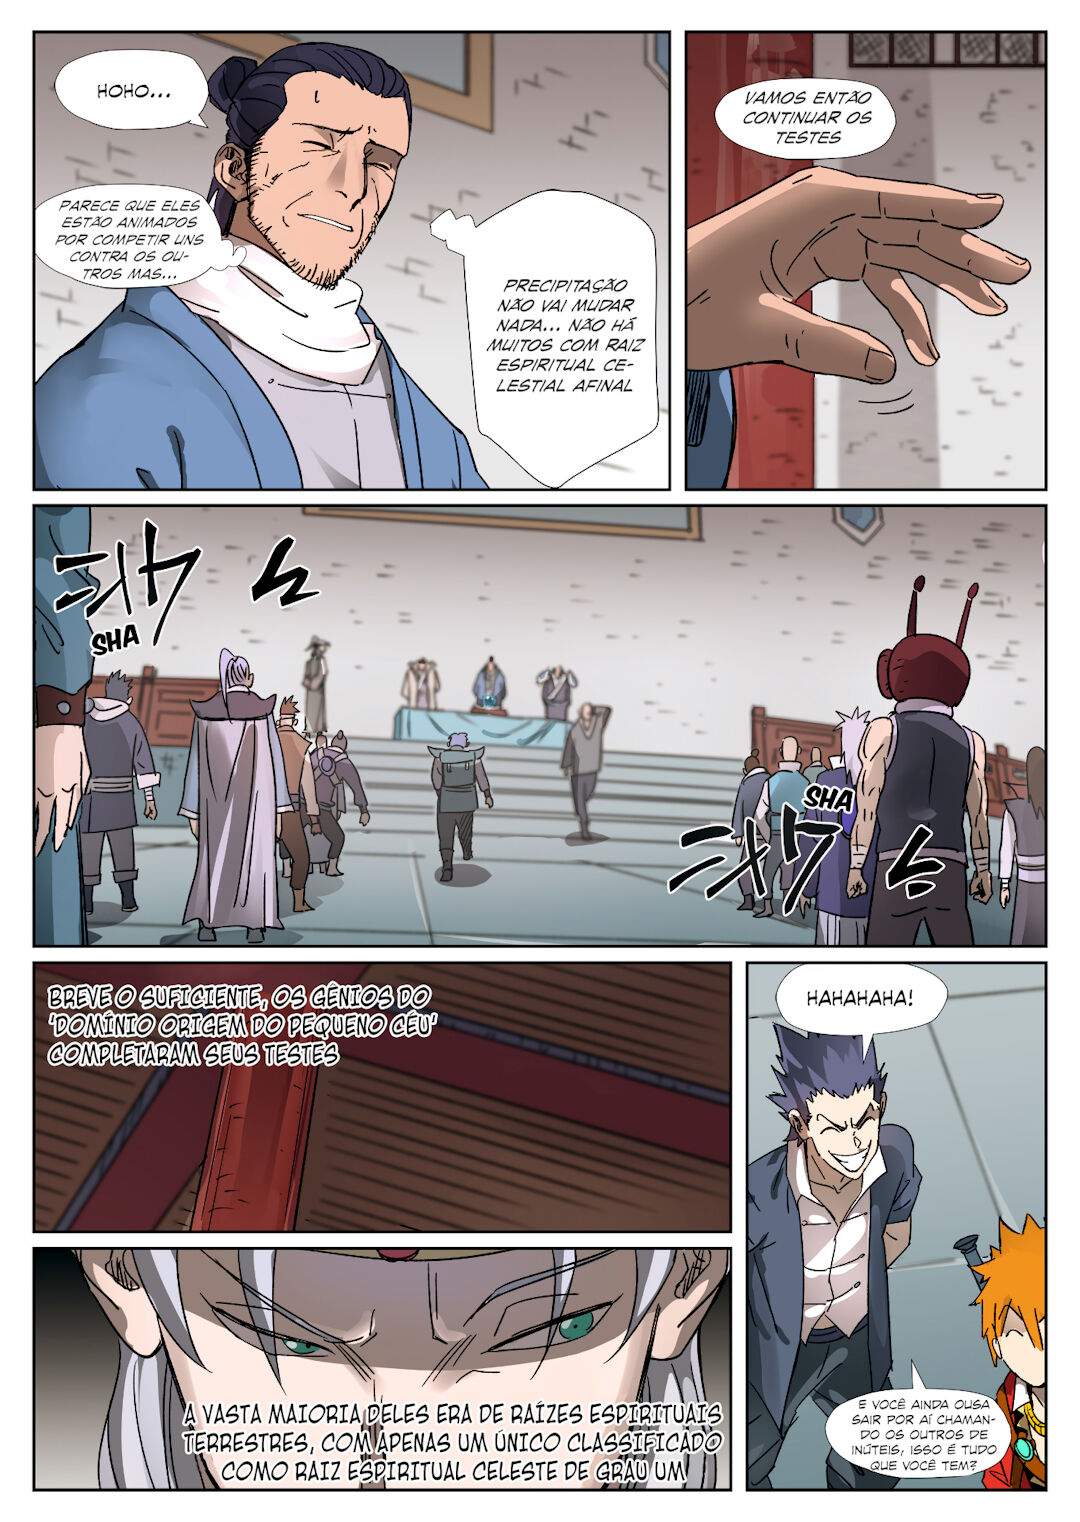 HOHO...
PARECE QUE ELES
ESTÃO ANIMADOS
POR COMPETIR UNS
CONTRA OS OU-
TROS MAS...
PRECIPITAÇÃO
NÃO VAI MUDAR
NADA... NÃO HÁ
MUITOS COM RAIZ
ESPIRITUAL CE-
LESTIAL AFINAL
VAMOS ENTÃO
CONTINUAR OS
TESTES
SHA
SHA
BREVE O SUFICIENTE, OS GÊNIOS DO
'DOMÍNIO ORIGEM DO PEQUENO CÉU'
COMPLETARAM SEUS TESTES
HAHAHAHA!
A VASTA MAIORIA DELES ERA DE RAÍZES ESPIRITUAIS
TERRESTRES, COM APENAS UM ÚNICO CLASSIFICADO
COMO RAIZ ESPIRITUAL CELESTE DE GRAU UM
E VOCÊ AINDA OUSA
SAIR POR AÍ CHAMAN-
DO OS OUTROS DE
INÚTEIS, ISSO É TUDO
QUE VOCÊ TEM?